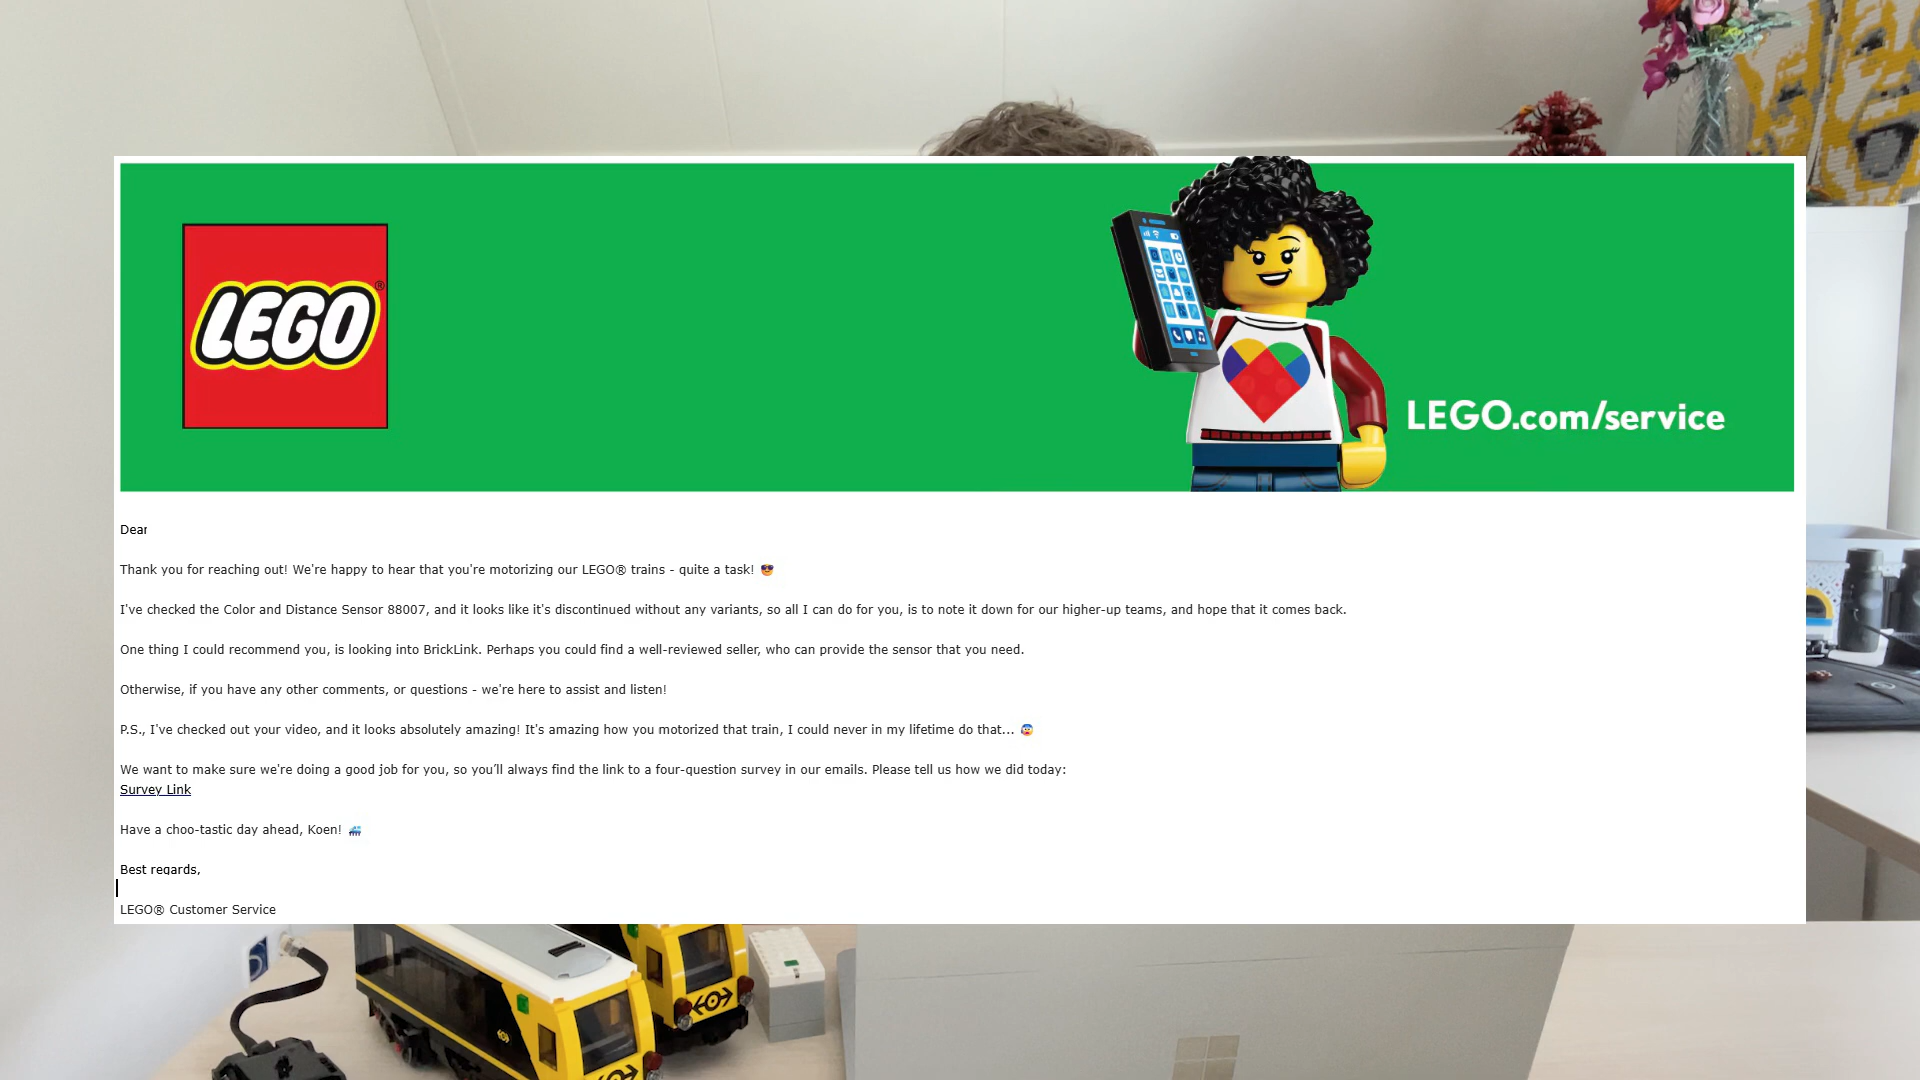 LEGO®
LEGO.com/service
Dear
Thank you for reaching out! We're happy to hear that you're motorizing our LEGO® trains - quite a task! 😎
I've checked the Color and Distance Sensor 88007, and it looks like it's discontinued without any variants, so all I can do for you, is to note it down for our higher-up teams, and hope that it comes back.
One thing I could recommend you, is looking into BrickLink. Perhaps you could find a well-reviewed seller, who can provide the sensor that you need.
Otherwise, if you have any other comments, or questions - we're here to assist and listen!
P.S., I've checked out your video, and it looks absolutely amazing! It's amazing how you motorized that train, I could never in my lifetime do that... 😨
We want to make sure we're doing a good job for you, so you’ll always find the link to a four-question survey in our emails. Please tell us how we did today:
Survey Link
Have a choo-tastic day ahead, Koen! 🚄
Best regards,
LEGO® Customer Service